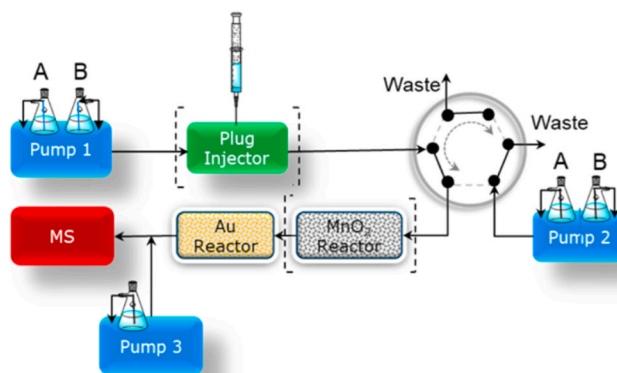 A B
Pump 1
Plug
Injector
Waste
Waste
A B
Pump 2
MS
Au
Reactor
MnO₂
Reactor
Pump 3